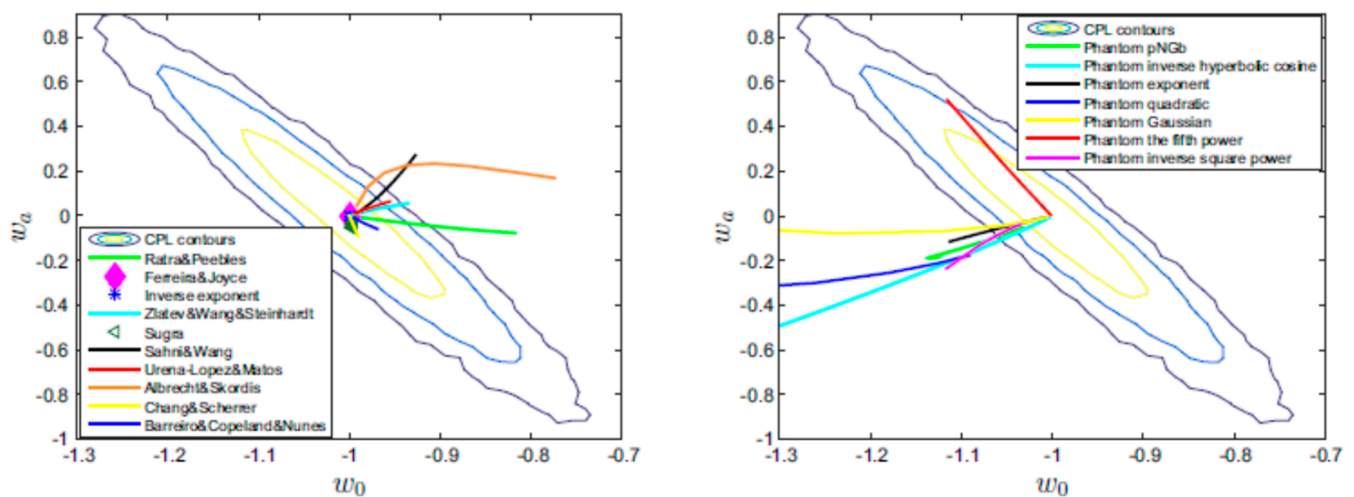 0.8
0.6
0.4
0.2
0
-0.2
-0.4
-0.6
-0.8
-1
wa
CPL contours
Ratra&Peebles
Ferreira&Joyce
Inverse exponent
Zlatev&Wang&Steinhardt
Sugra
Sahni&Wang
Urena-Lopez&Matos
Albrecht&Skordis
Chang&Scherrer
Barreiro&Copeland&Nunes
-1.3 -1.2 -1.1 -1 -0.9 -0.8 -0.7
w0
0.8
0.6
0.4
0.2
0
-0.2
-0.4
-0.6
-0.8
-1
wa
CPL contours
Phantom pNGb
Phantom inverse hyperbolic cosine
Phantom exponent
Phantom quadratic
Phantom Gaussian
Phantom the fifth power
Phantom inverse square power
-1.3 -1.2 -1.1 -1 -0.9 -0.8 -0.7
w0